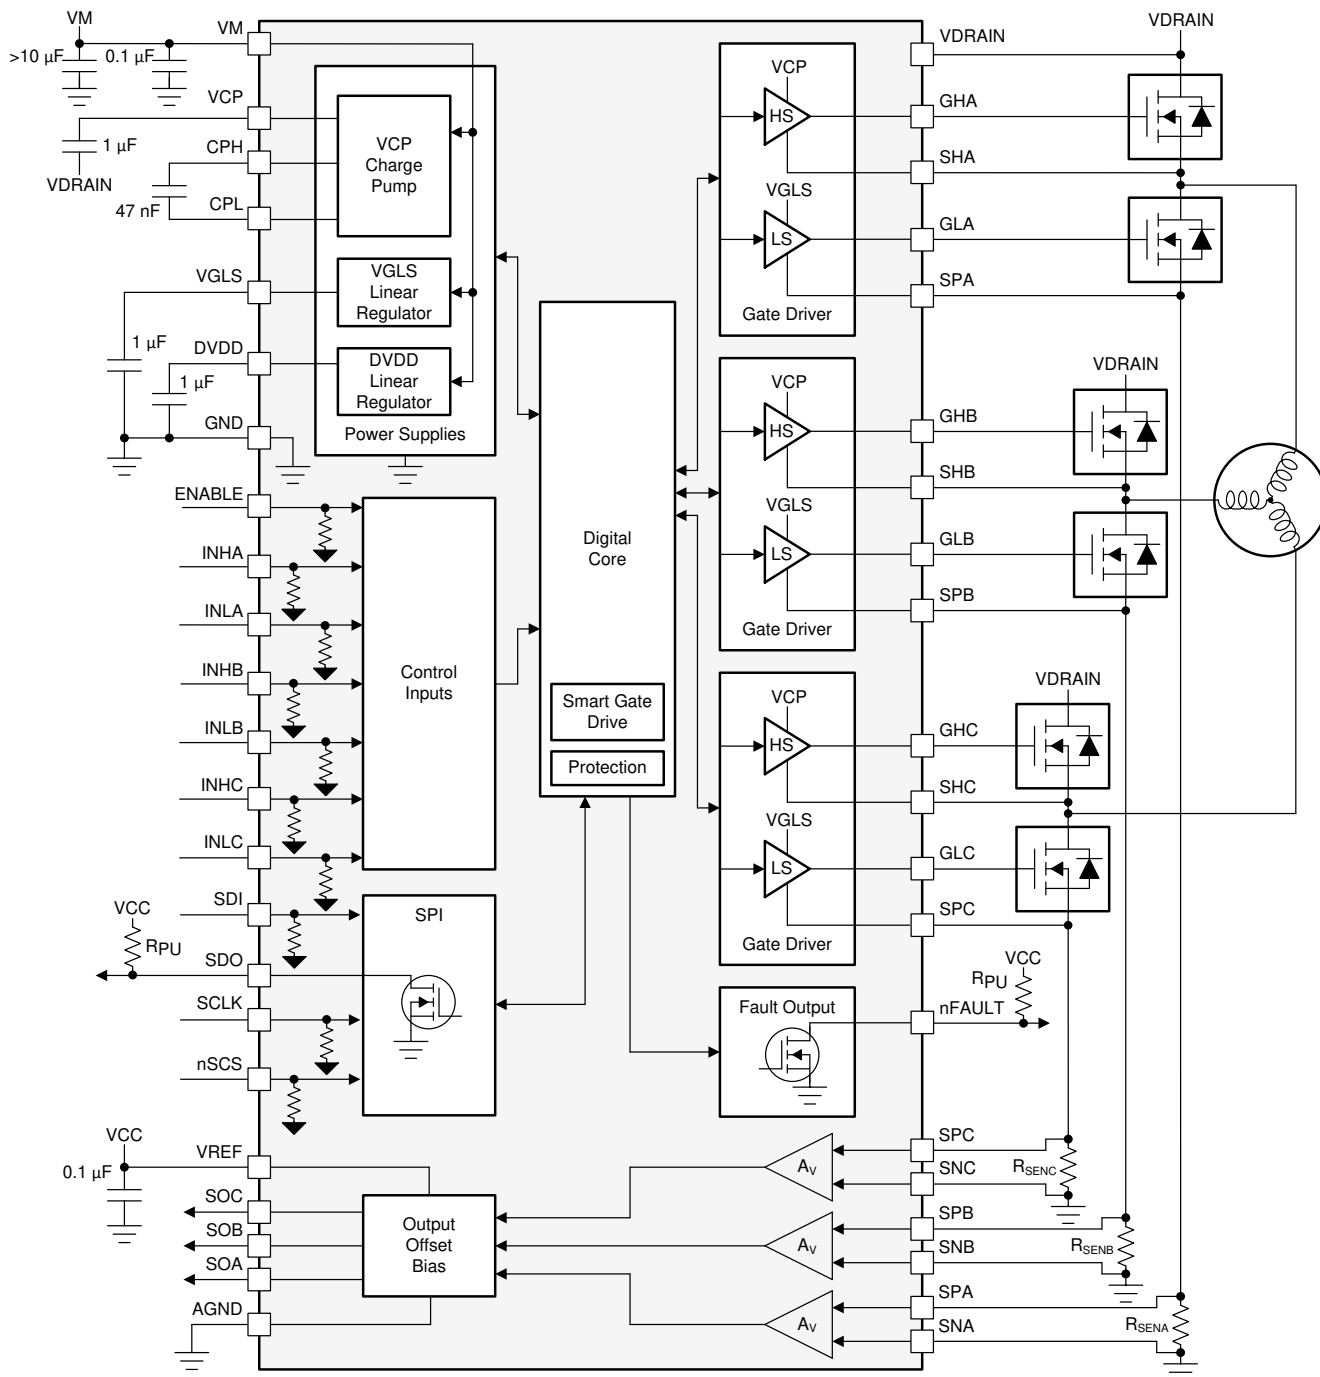 VM
>10 µF
0.1 µF
VM
VCP
1 µF
VDRAIN
CPH
47 nF
CPL
VGLS
1 µF
DVDD
1 µF
GND
VCP
Charge
Pump
VGLS
Linear
Regulator
DVDD
Linear
Regulator
Power Supplies
ENABLE
INHA
INLA
INHB
INLB
INHC
INLC
Control
Inputs
SDI
VCC
RPU
SDO
SCLK
nSCS
SPI
VCC
0.1 µF
VREF
SOC
SOB
SOA
AGND
Output
Offset
Bias
Digital
Core
Smart Gate
Drive
Protection
VCP
HS
VGLS
LS
Gate Driver
VCP
HS
VGLS
LS
Gate Driver
VCP
HS
VGLS
LS
Gate Driver
Fault Output
AV
AV
AV
VDRAIN
VDRAIN
GHA
SHA
GLA
SPA
VDRAIN
GHB
SHB
GLB
SPB
VDRAIN
GHC
SHC
GLC
SPC
VCC
RPU
nFAULT
SPC
SNC
RSENC
SPB
SNB
RSENB
SPA
SNA
RSENA